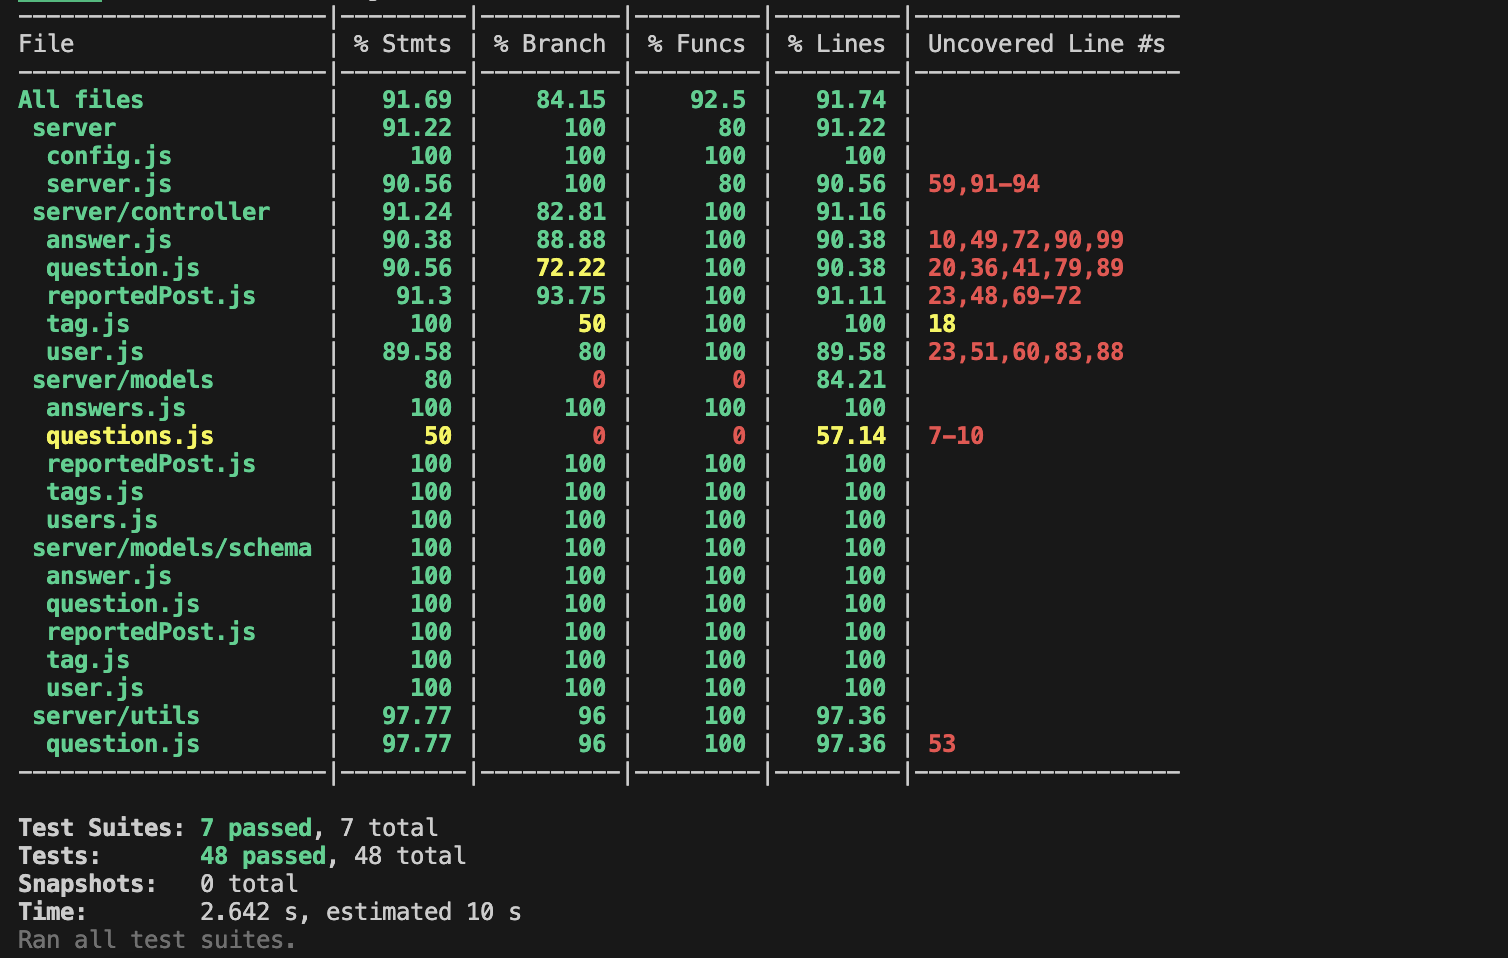 File | % Stmts | % Branch | % Funcs | % Lines | Uncovered Line #s
All files | 91.69 | 84.15 | 92.5 | 91.74 |
server | 91.22 | 100 | 80 | 91.22 |
config.js | 100 | 100 | 100 | 100 |
server.js | 90.56 | 100 | 80 | 90.56 | 59,91-94
server/controller | 91.24 | 82.81 | 100 | 91.16 |
answer.js | 90.38 | 88.88 | 100 | 90.38 | 10,49,72,90,99
question.js | 90.56 | 72.22 | 100 | 90.38 | 20,36,41,79,89
reportedPost.js | 91.3 | 93.75 | 100 | 91.11 | 23,48,69-72
tag.js | 100 | 50 | 100 | 100 | 18
user.js | 89.58 | 80 | 100 | 89.58 | 23,51,60,83,88
server/models | 80 | 0 | 0 | 84.21 |
answers.js | 100 | 100 | 100 | 100 |
questions.js | 50 | 0 | 0 | 57.14 | 7-10
reportedPost.js | 100 | 100 | 100 | 100 |
tags.js | 100 | 100 | 100 | 100 |
users.js | 100 | 100 | 100 | 100 |
server/models/schema | 100 | 100 | 100 | 100 |
answer.js | 100 | 100 | 100 | 100 |
question.js | 100 | 100 | 100 | 100 |
reportedPost.js | 100 | 100 | 100 | 100 |
tag.js | 100 | 100 | 100 | 100 |
user.js | 100 | 100 | 100 | 100 |
server/utils | 97.77 | 96 | 100 | 97.36 |
question.js | 97.77 | 96 | 100 | 97.36 | 53
Test Suites: 7 passed, 7 total
Tests: 48 passed, 48 total
Snapshots: 0 total
Time: 2.642 s, estimated 10 s
Ran all test suites.